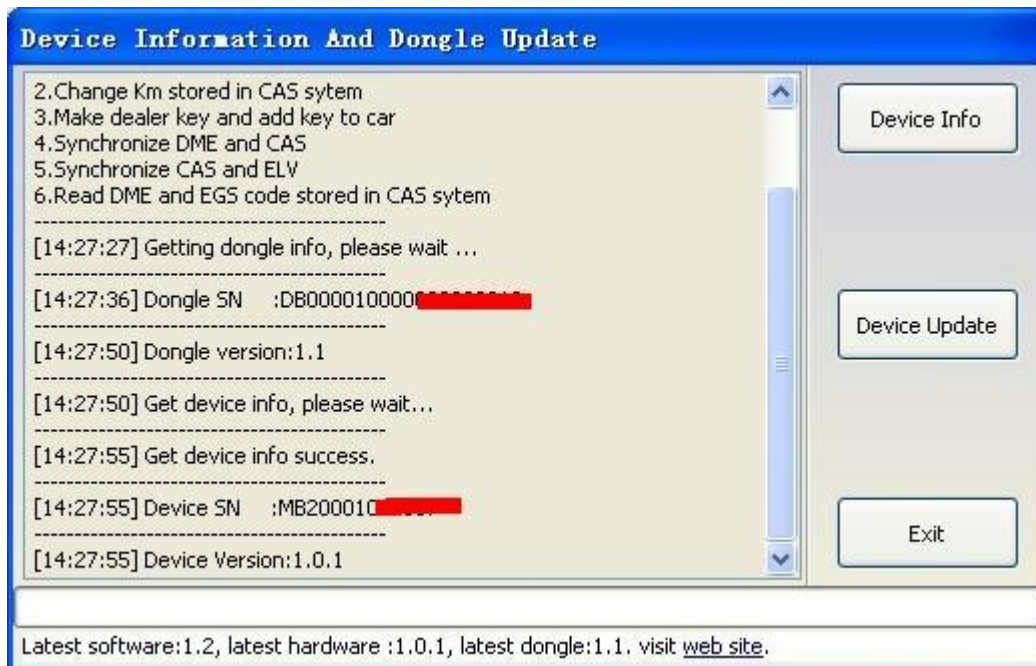 Device Information And Dongle Update
2.Change Km stored in CAS sytem
3.Make dealer key and add key to car
4.Synchronize DME and CAS
5.Synchronize CAS and ELV
6.Read DME and EGS code stored in CAS sytem
----------------------------------------
[14:27:27] Getting dongle info, please wait ...
----------------------------------------
[14:27:36] Dongle SN :DB000010000
----------------------------------------
[14:27:50] Dongle version:1.1
----------------------------------------
[14:27:50] Get device info, please wait...
----------------------------------------
[14:27:55] Get device info success.
----------------------------------------
[14:27:55] Device SN :MB200010
----------------------------------------
[14:27:55] Device Version:1.0.1
Device Info
Device Update
Exit
Latest software:1.2, latest hardware :1.0.1, latest dongle:1.1. visit web site.